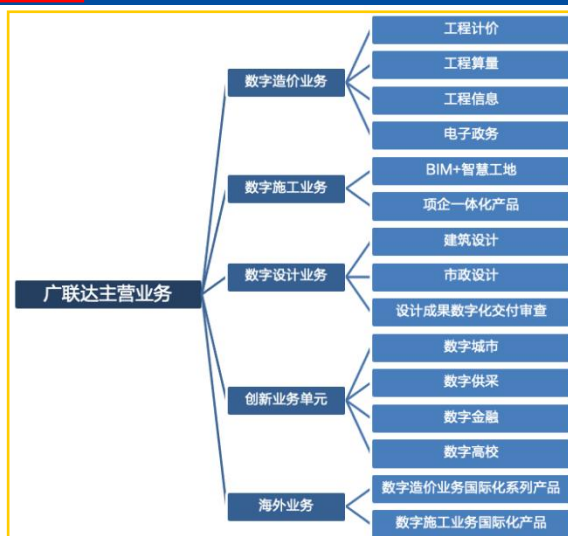 广联达主营业务
数字造价业务
工程计价
工程算量
工程信息
电子政务
数字施工业务
BIM+智慧工地
项企一体化产品
数字设计业务
建筑设计
市政设计
设计成果数字化交付审查
创新业务单元
数字城市
数字供采
数字金融
数字高校
海外业务
数字造价业务国际化系列产品
数字施工业务国际化产品